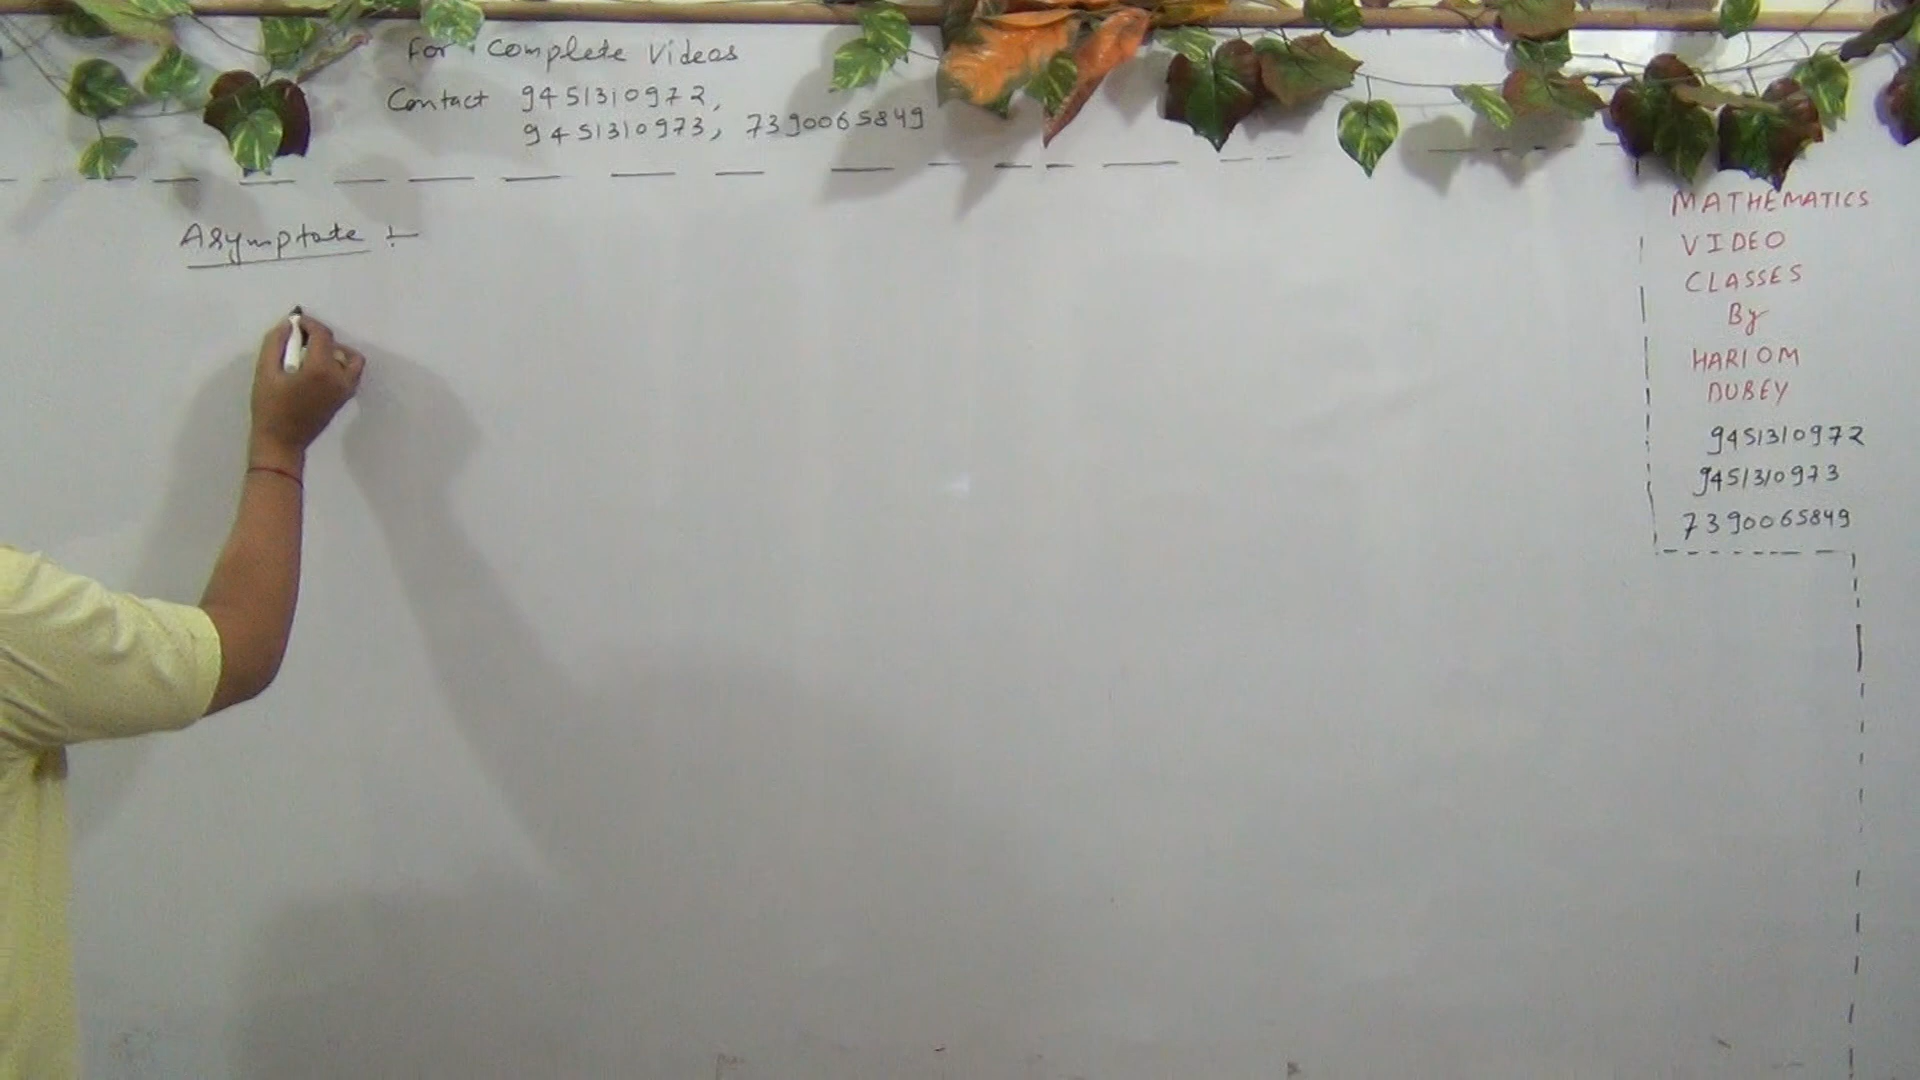 For Complete Videos
Contact 9451310972,
9451310973, 7390065849
Asymptote :-
MATHEMATICS
VIDEO
CLASSES
By
HARIOM
DUBEY
9451310972
9451310973
7390065849